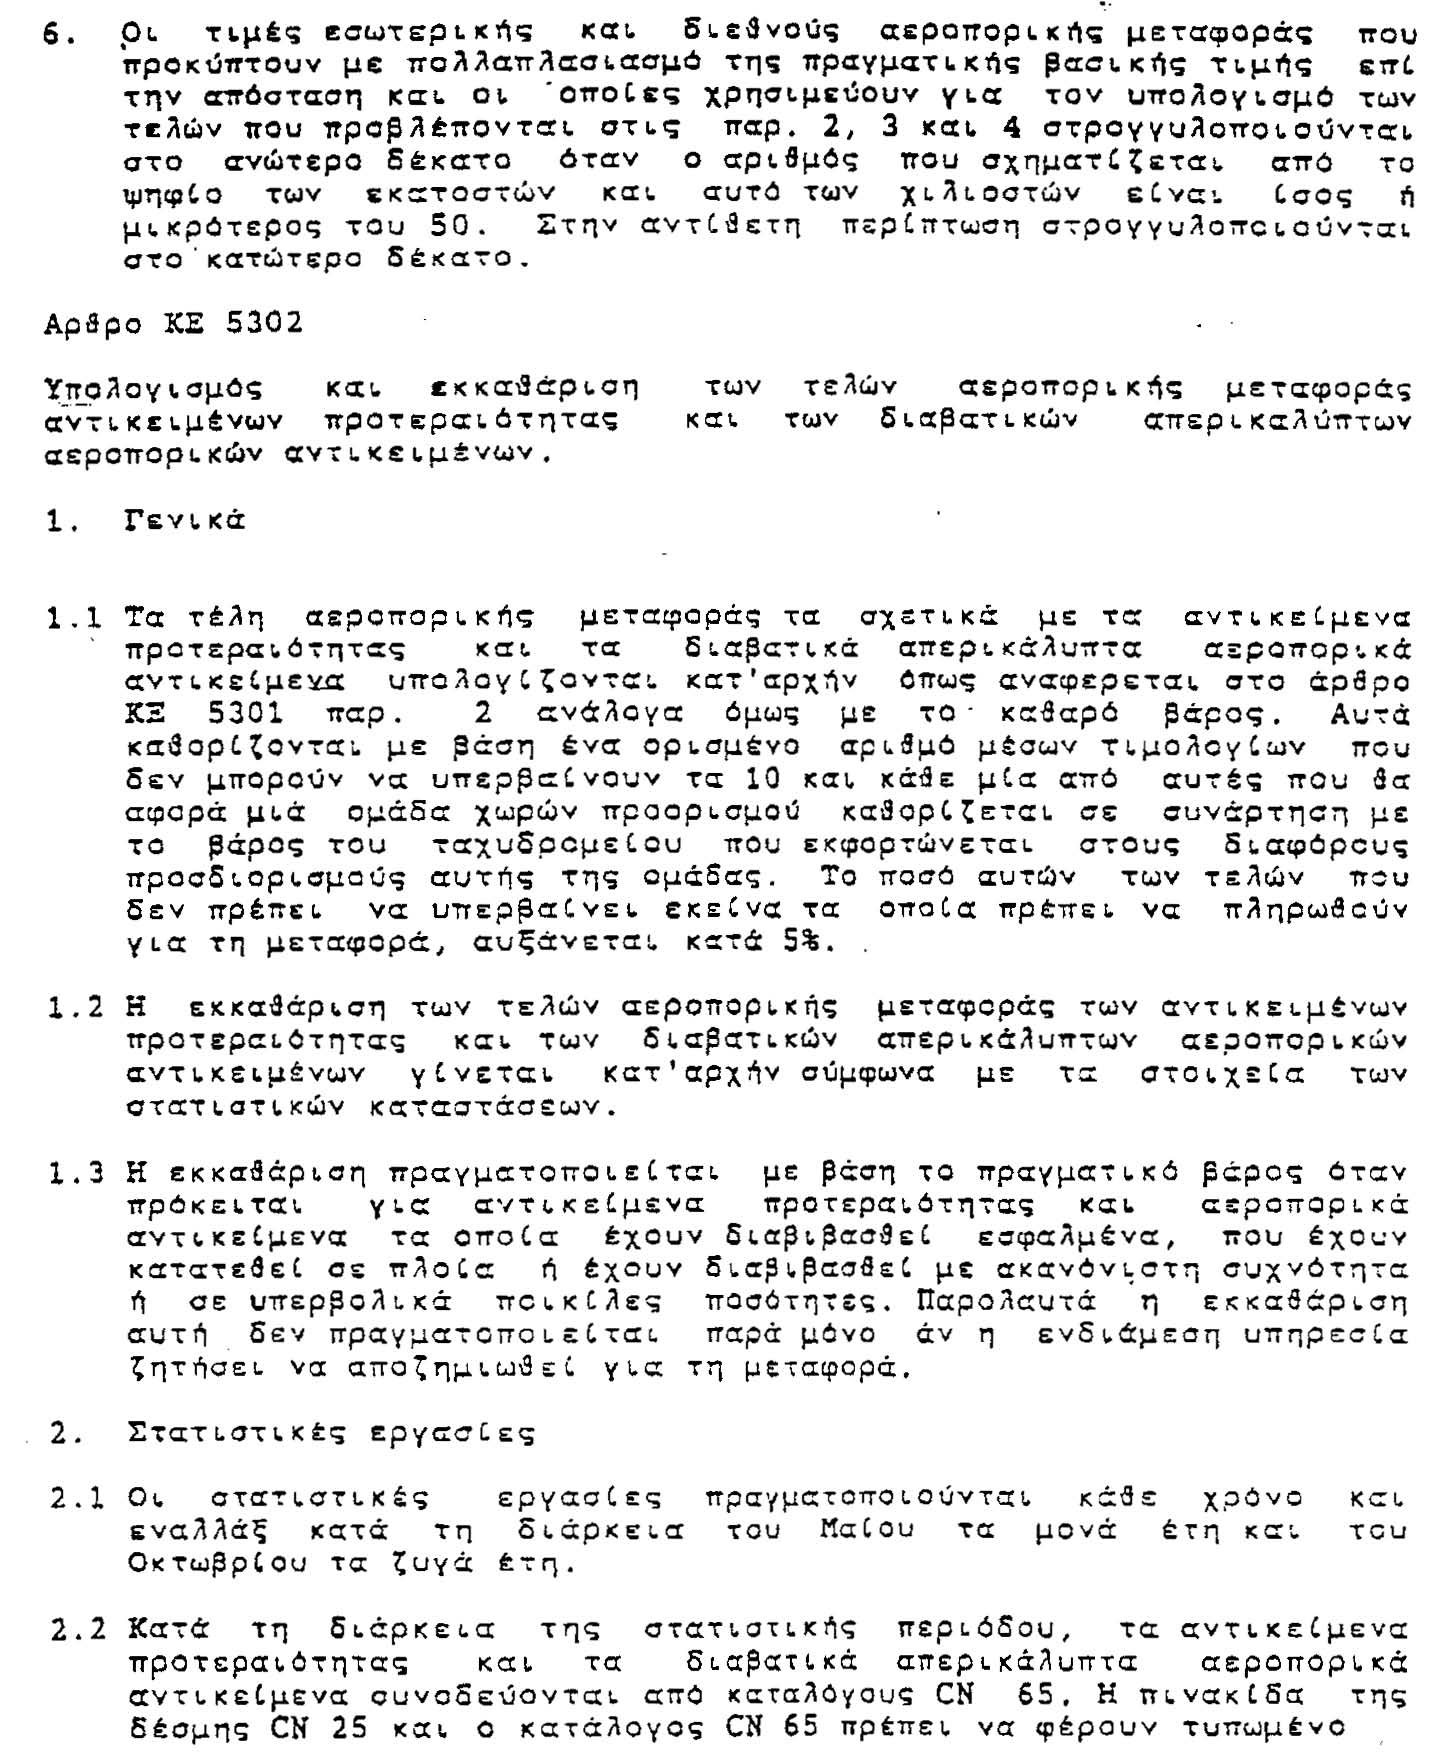 6. Οι τιμές εσωτερικής και διεθνούς αεροπορικής μεταφοράς που
προκύπτουν με πολλαπλασιασμό της πραγματικής βασικής τιμής επί
την απόσταση και οι οποίες χρησιμεύουν για τον υπολογισμό των
τελών που προβλέπονται στις παρ. 2, 3 και 4 στρογγυλοποιούνται
στο ανώτερο δέκατο όταν ο αριθμός που σχηματίζεται από το
ψηφίο των εκατοστών και αυτό των χιλιοστών είναι ίσος ή
μικρότερος του 50. Στην αντίθετη περίπτωση στρογγυλοποιούνται
στο κατώτερο δέκατο.
Αρθρο ΚΞ 5302
Υπολογισμός και εκκαθάριση των τελών αεροπορικής μεταφοράς
αντικειμένων προτεραιότητας και των διαβατικών απερικαλύπτων
αεροπορικών αντικειμένων.
1. Γενικά
1.1 Τα τέλη αεροπορικής μεταφοράς τα σχετικά με τα αντικείμενα
προτεραιότητας και τα διαβατικά απερικάλυπτα αεροπορικά
αντικείμενα υπολογίζονται κατ'αρχήν όπως αναφερεται στο άρθρο
ΚΞ 5301 παρ. 2 ανάλογα όμως με το καθαρό βάρος. Αυτά
καθορίζονται με βάση ένα ορισμένο αριθμό μέσων τιμολογίων που
δεν μπορούν να υπερβαίνουν τα 10 και κάθε μία από αυτές που θα
αφορά μιά ομάδα χωρών προορισμού καθορίζεται σε συνάρτηση με
το βάρος του ταχυδρομείου που εκφορτώνεται στους διαφόρους
προσδιορισμούς αυτής της ομάδας. Το ποσό αυτών των τελών που
δεν πρέπει να υπερβαίνει εκείνα τα οποία πρέπει να πληρωθούν
για τη μεταφορά, αυξάνεται κατά 5%.
1.2 Η εκκαθάριση των τελών αεροπορικής μεταφοράς των αντικειμένων
προτεραιότητας και των διαβατικών απερικάλυπτων αεροπορικών
αντικειμένων γίνεται κατ'αρχήν σύμφωνα με τα στοιχεία των
στατιστικών καταστάσεων.
1.3 Η εκκαθάριση πραγματοποιείται με βάση το πραγματικό βάρος όταν
πρόκειται για αντικείμενα προτεραιότητας και αεροπορικά
αντικείμενα τα οποία έχουν διαβιβασθεί εσφαλμένα, που έχουν
κατατεθεί σε πλοία ή έχουν διαβιβασθεί με ακανόνιστη συχνότητα
ή σε υπερβολικά ποικίλες ποσότητες. Παρολαυτά η εκκαθάριση
αυτή δεν πραγματοποιείται παρά μόνο άν η ενδιάμεση υπηρεσία
ζητήσει να αποζημιωθεί για τη μεταφορά.
2. Στατιστικές εργασίες
2.1 Οι στατιστικές εργασίες πραγματοποιούνται κάθε χρόνο και
εναλλάξ κατά τη διάρκεια του Μαίου τα μονά έτη και του
Οκτωβρίου τα ζυγά έτη.
2.2 Κατά τη διάρκεια της στατιστικής περιόδου, τα αντικείμενα
προτεραιότητας και τα διαβατικά απερικάλυπτα αεροπορικά
αντικείμενα συνοδεύονται από καταλόγους CN 65. Η πινακίδα της
δέσμης CN 25 και ο κατάλογος CN 65 πρέπει να φέρουν τυπωμένο